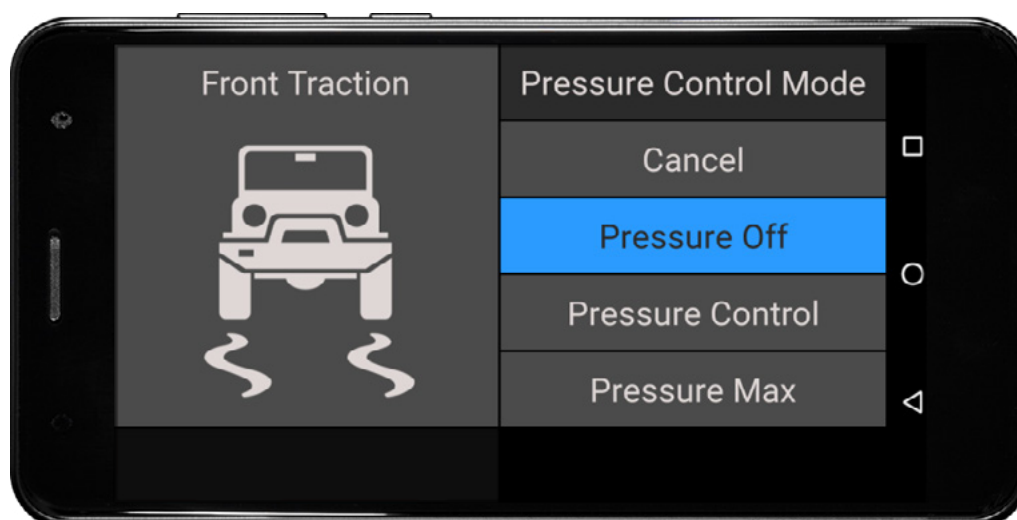 Front Traction
Pressure Control Mode
Cancel
Pressure Off
Pressure Control
Pressure Max